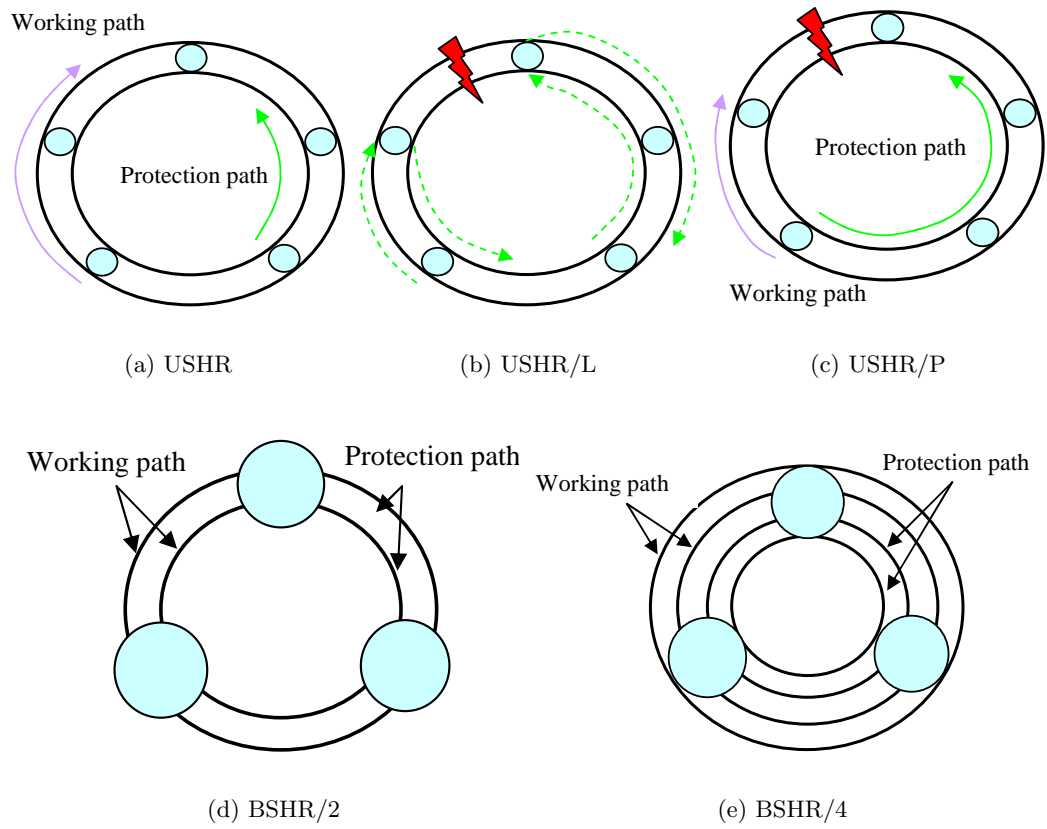 Working path
Protection path
Protection path
Working path
(a) USHR
(b) USHR/L
(c) USHR/P
Working path
Protection path
Working path
Protection path
(d) BSHR/2
(e) BSHR/4